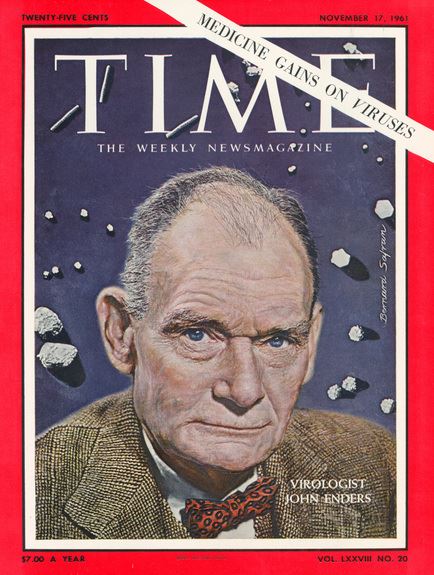 TWENTY-FIVE CENTS
NOVEMBER 17, 1961
MEDICINE GAINS ON VIRUSES
TIME
THE WEEKLY NEWSMAGAZINE
Bernard Safran
VIROLOGIST
JOHN ENDERS
$7.00 A YEAR
VOL. LXXVIII NO. 20